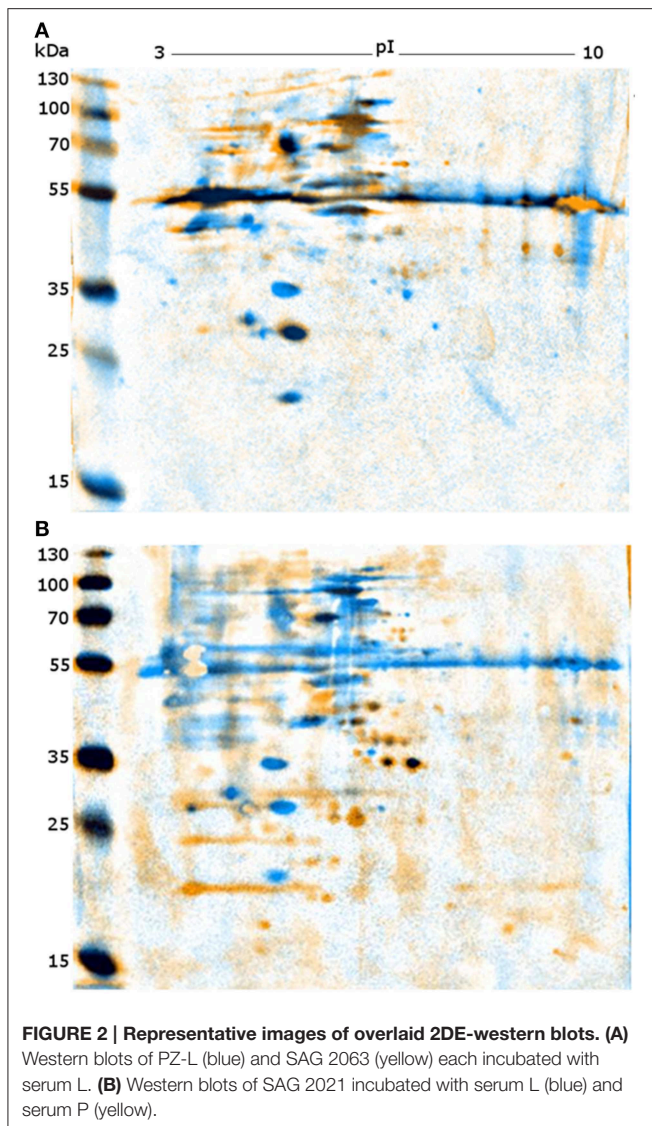 A
kDa
3 pI 10
130
100
70
55
35
25
15
B
130
100
70
55
35
25
15
FIGURE 2 | Representative images of overlaid 2DE-western blots. (A)
Western blots of PZ-L (blue) and SAG 2063 (yellow) each incubated with
serum L. (B) Western blots of SAG 2021 incubated with serum L (blue) and
serum P (yellow).